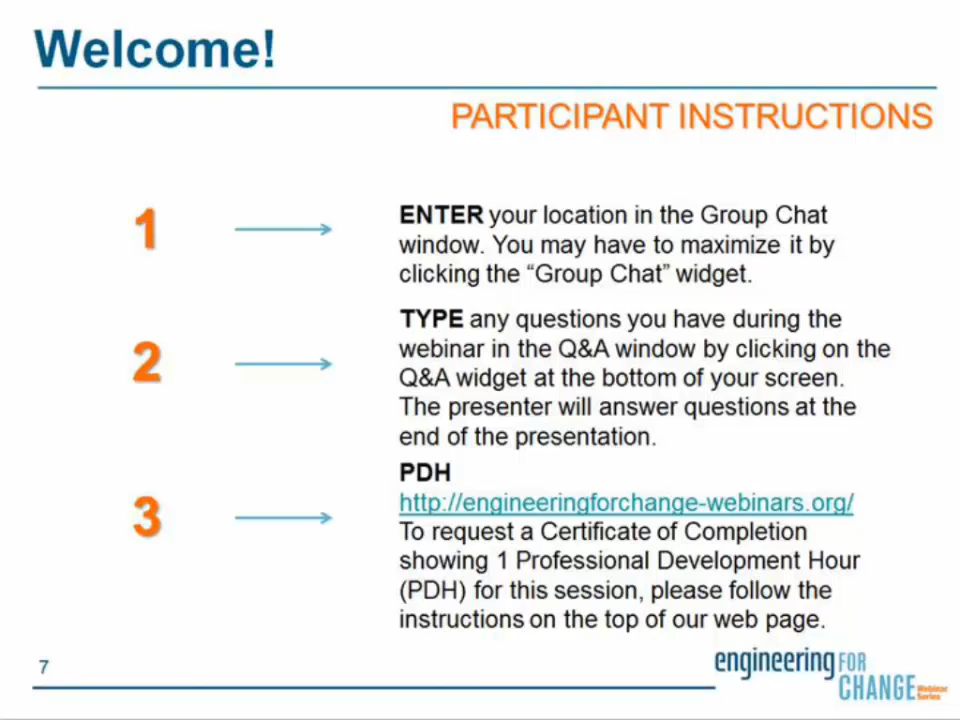 Welcome!
PARTICIPANT INSTRUCTIONS
1
ENTER your location in the Group Chat
window. You may have to maximize it by
clicking the “Group Chat” widget.
2
TYPE any questions you have during the
webinar in the Q&A window by clicking on the
Q&A widget at the bottom of your screen.
The presenter will answer questions at the
end of the presentation.
3
PDH
http://engineeringforchange-webinars.org/
To request a Certificate of Completion
showing 1 Professional Development Hour
(PDH) for this session, please follow the
instructions on the top of our web page.
7
engineering FOR
CHANGE Webinar
Series